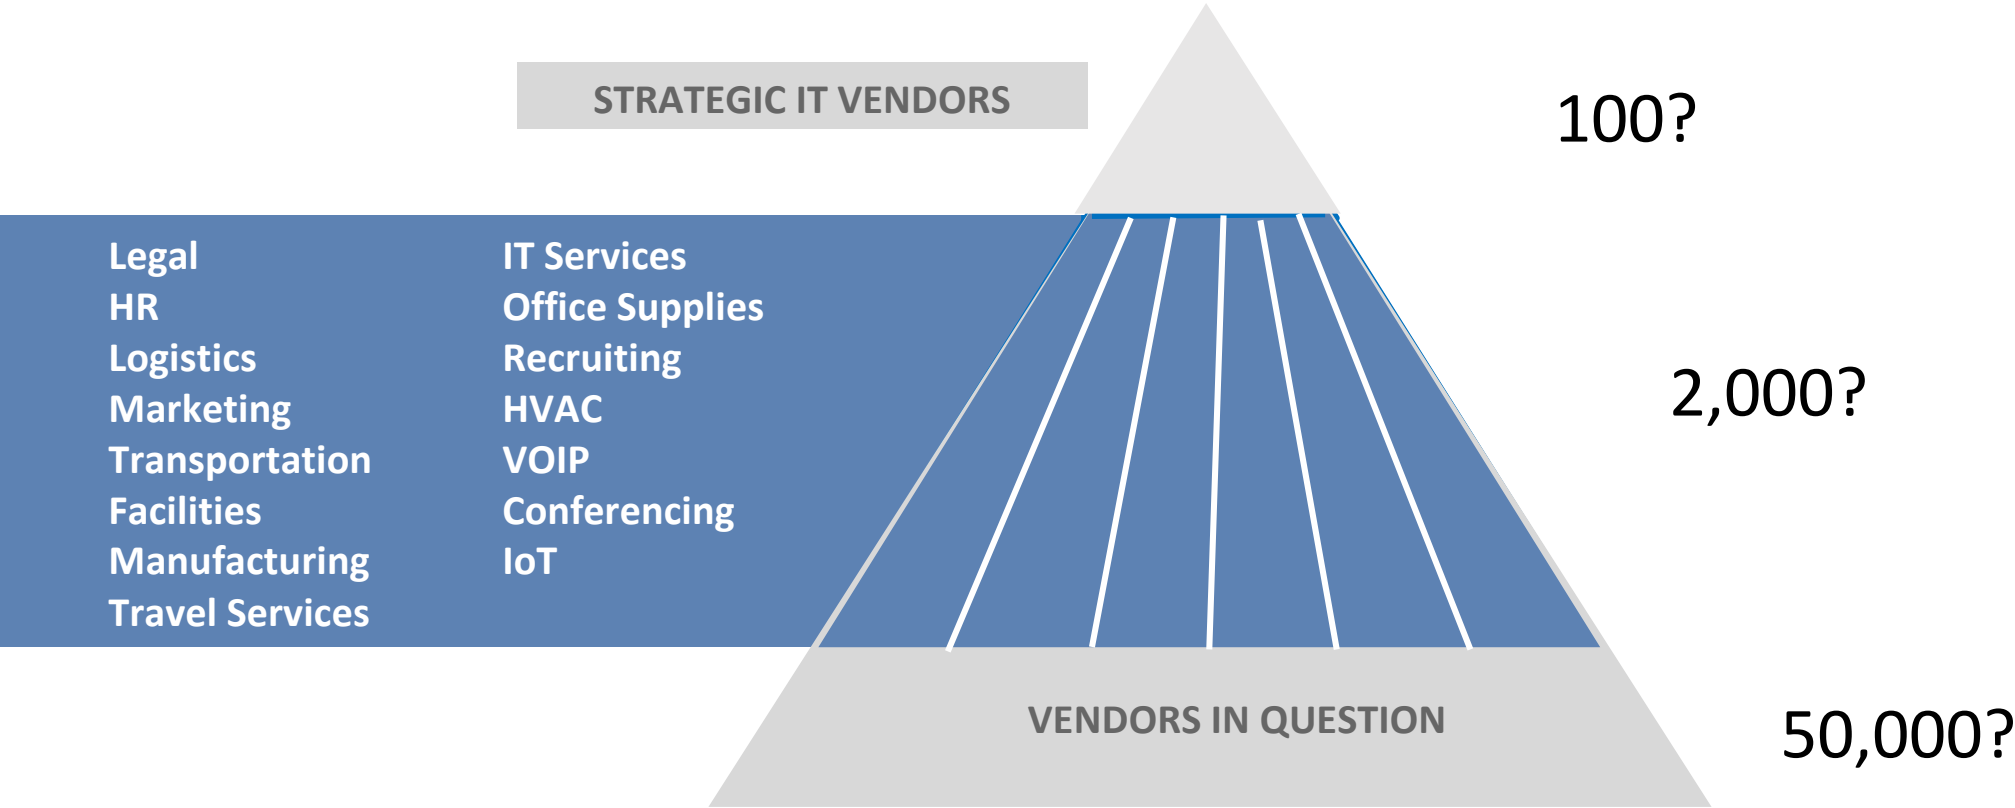 STRATEGIC IT VENDORS
100?
Legal
HR
Logistics
Marketing
Transportation
Facilities
Manufacturing
Travel Services
IT Services
Office Supplies
Recruiting
HVAC
VOIP
Conferencing
IoT
2,000?
VENDORS IN QUESTION
50,000?